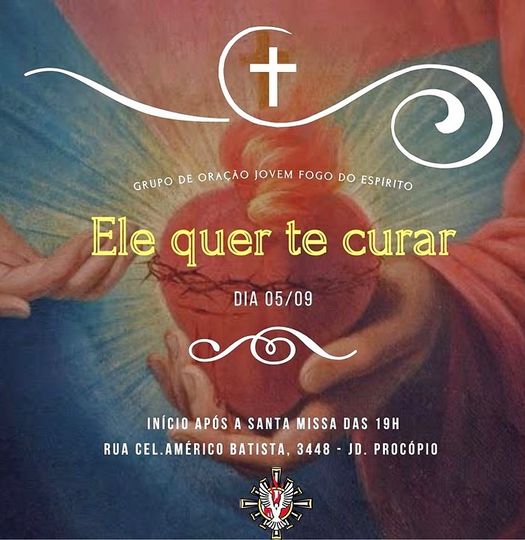 GRUPO DE ORAÇÃO JOVEM FOGO DO ESPÍRITO
Ele quer te curar
DIA 05/09
INÍCIO APÓS A SANTA MISSA DAS 19H
RUA CEL.AMÉRICO BATISTA, 3448 - JD. PROCÓPIO